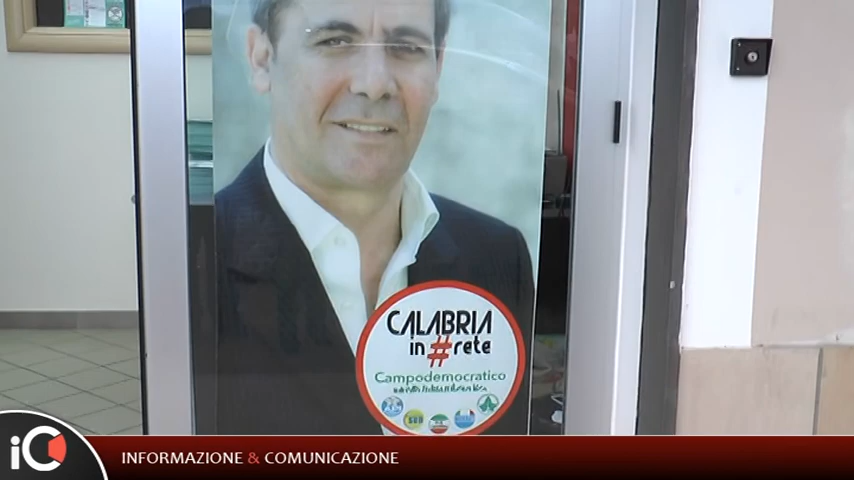 CALABRIA
in #rete
Campodemocratico
iC
INFORMAZIONE & COMUNICAZIONE